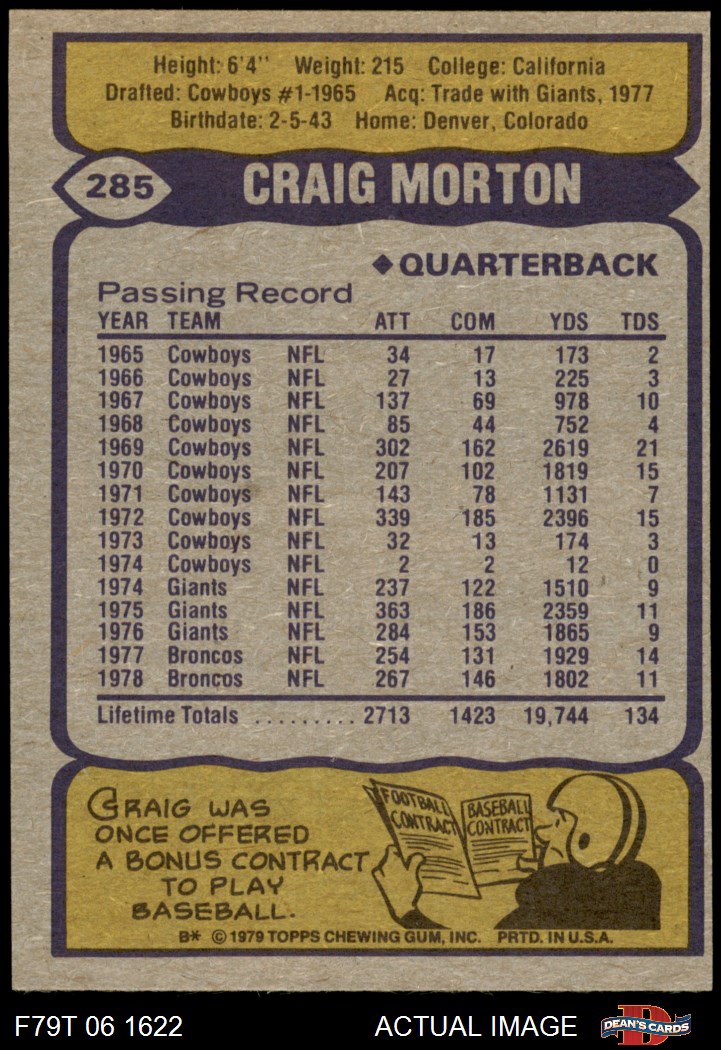 Height: 6'4'' Weight: 215 College: California
Drafted: Cowboys #1-1965 Acq: Trade with Giants, 1977
Birthdate: 2-5-43 Home: Denver, Colorado
285 CRAIG MORTON
◆QUARTERBACK
Passing Record
YEAR TEAM ATT COM YDS TDS
1965 Cowboys NFL 34 17 173 2
1966 Cowboys NFL 27 13 225 3
1967 Cowboys NFL 137 69 978 10
1968 Cowboys NFL 85 44 752 4
1969 Cowboys NFL 302 162 2619 21
1970 Cowboys NFL 207 102 1819 15
1971 Cowboys NFL 143 78 1131 7
1972 Cowboys NFL 339 185 2396 15
1973 Cowboys NFL 32 13 174 3
1974 Cowboys NFL 2 2 12 0
1974 Giants NFL 237 122 1510 9
1975 Giants NFL 363 186 2359 11
1976 Giants NFL 284 153 1865 9
1977 Broncos NFL 254 131 1929 14
1978 Broncos NFL 267 146 1802 11
Lifetime Totals ......... 2713 1423 19,744 134
CRAIG WAS
ONCE OFFERED
A BONUS CONTRACT
TO PLAY
BASEBALL.
FOOTBALL
CONTRACT
BASEBALL
CONTRACT
B* © 1979 TOPPS CHEWING GUM, INC. PRTD. IN U.S.A.
F79T 06 1622 ACTUAL IMAGE
D
DEAN'S CARDS